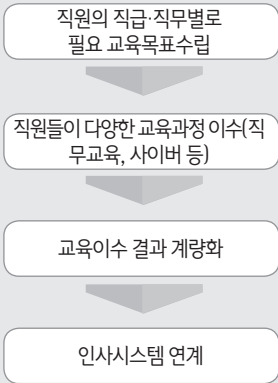 직원의 직급·직무별로
필요 교육목표수립
직원들이 다양한 교육과정 이수(직
무교육, 사이버 등)
교육이수 결과 계량화
인사시스템 연계